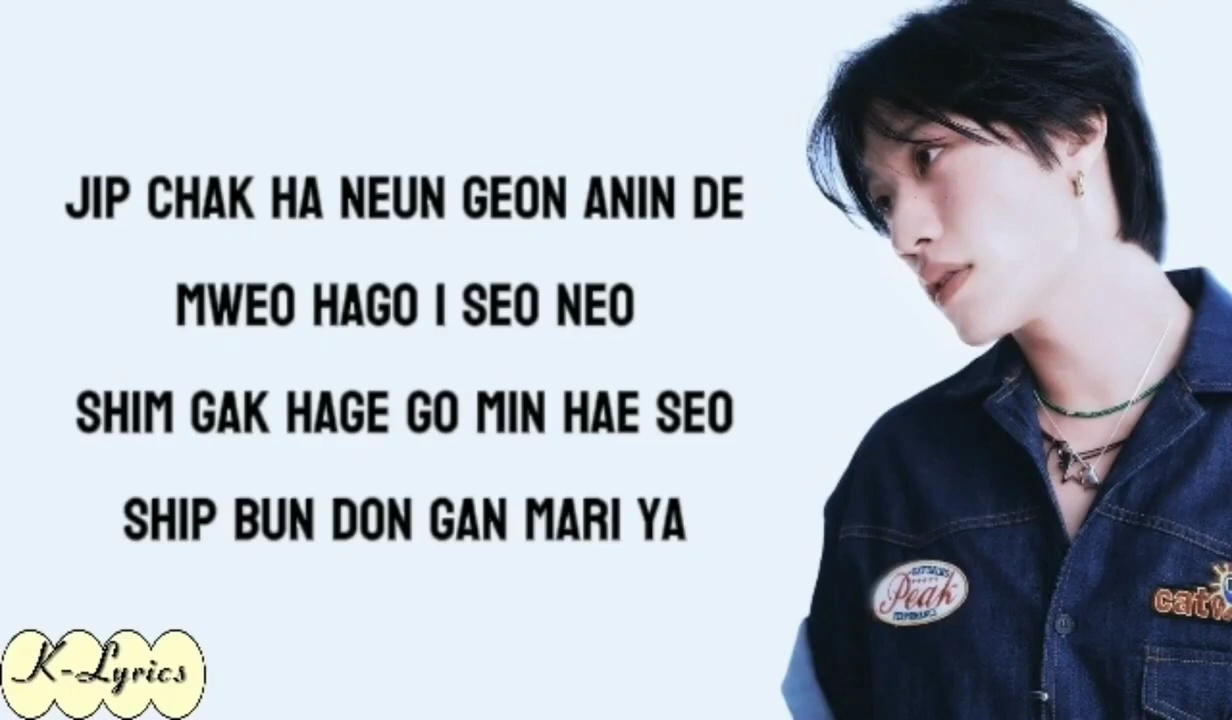 JIP CHAK HA NEUN GEON ANIN DE
MWEO HAGO I SEO NEO
SHIM GAK HAGE GO MIN HAE SEO
SHIP BUN DON GAN MARI YA
Peak
K-Lyrics